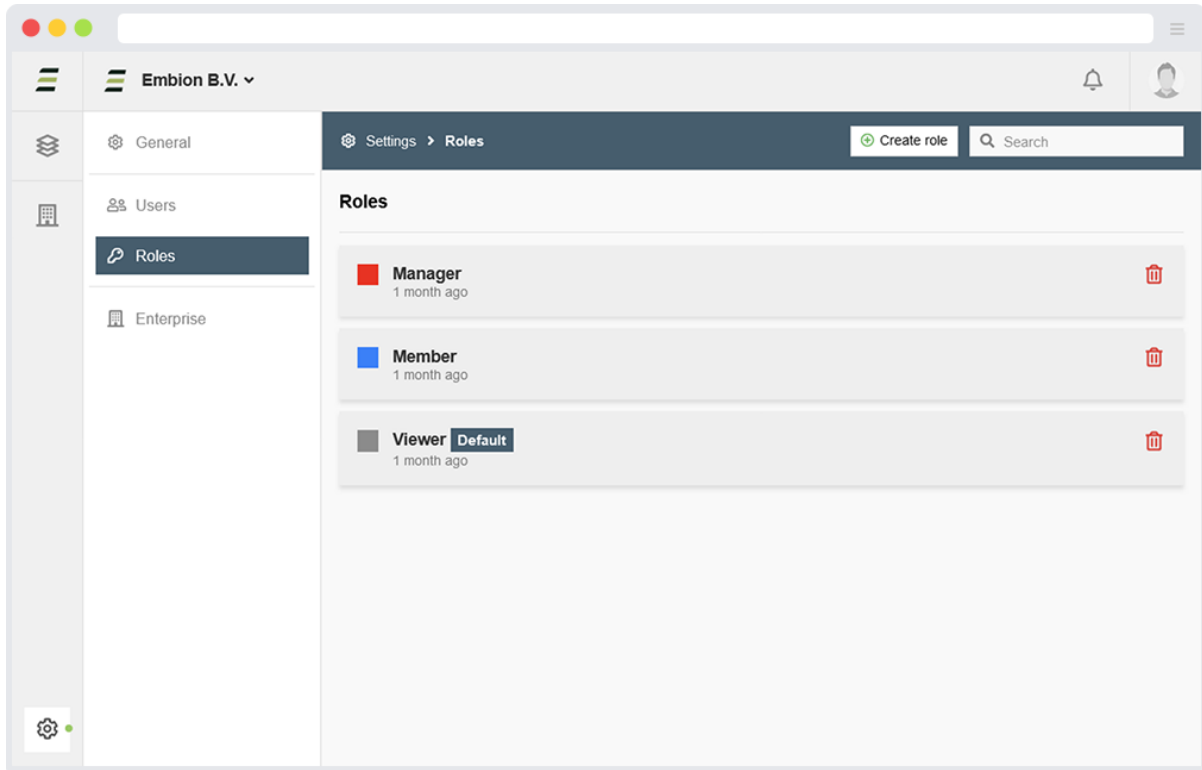 Embion B.V.
General
Users
Roles
Enterprise
Settings > Roles
Create role
Search
Roles
Manager
1 month ago
Member
1 month ago
Viewer Default
1 month ago